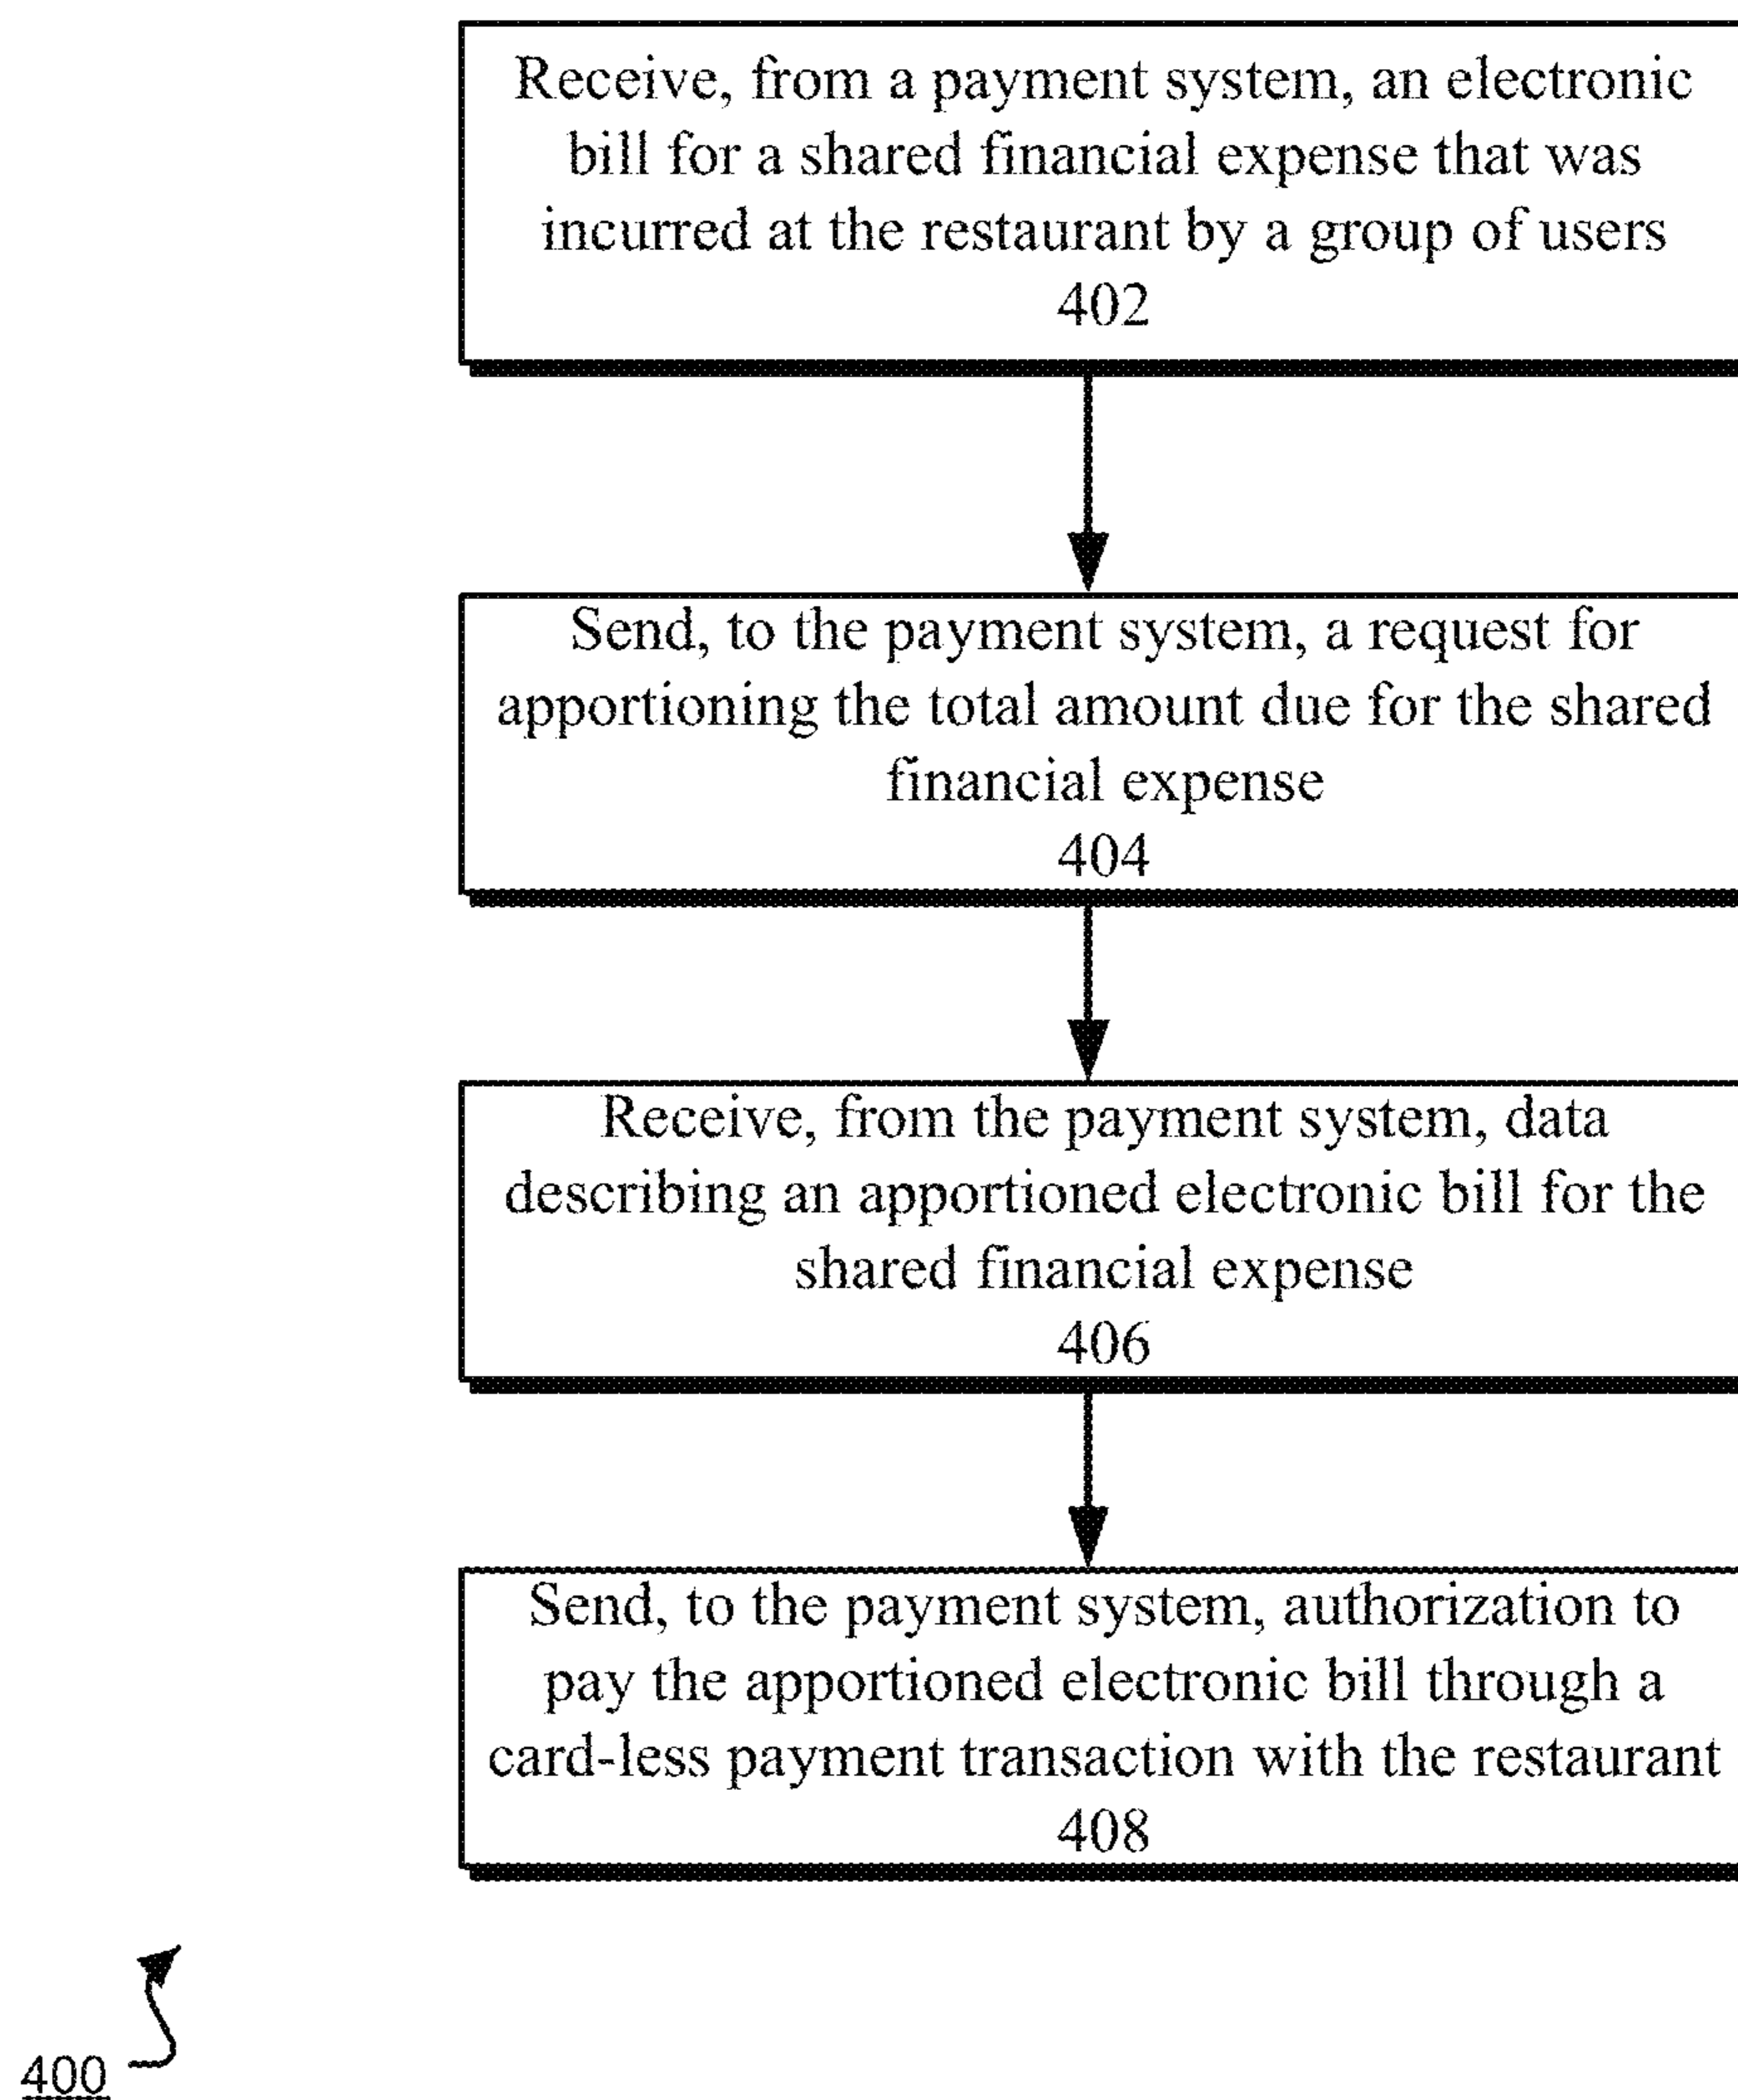 Receive, from a payment system, an electronic
bill for a shared financial expense that was
incurred at the restaurant by a group of users
402
Send, to the payment system, a request for
apportioning the total amount due for the shared
financial expense
404
Receive, from the payment system, data
describing an apportioned electronic bill for the
shared financial expense
406
Send, to the payment system, authorization to
pay the apportioned electronic bill through a
card-less payment transaction with the restaurant
408
400